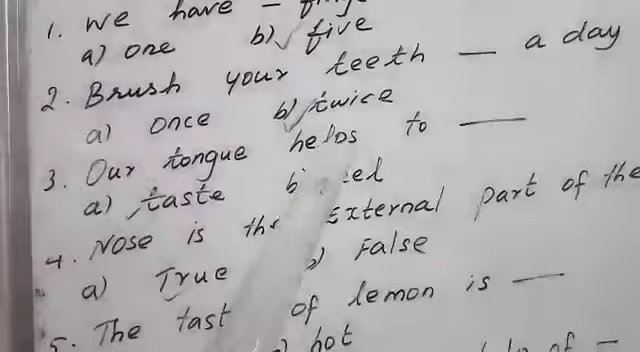 1. We have –
a) one b) five
2. Brush your teeth — a day
a) once b) twice
3. Our tongue helps to —
a) taste b
4. Nose is the External part of the
a) True False
5. The tast of lemon is —
hot
of –